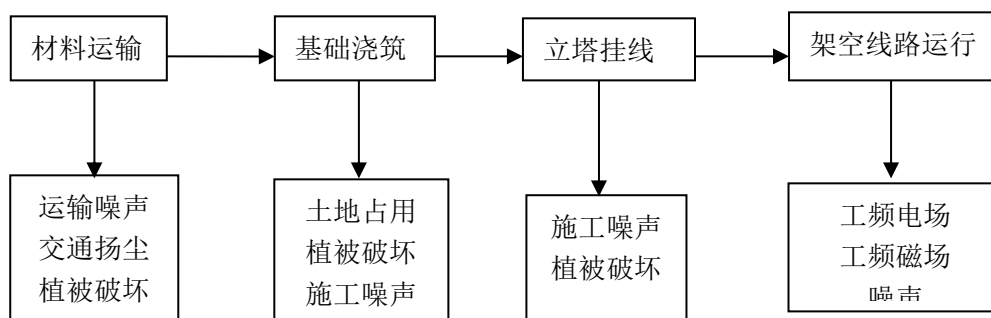 材料运输
基础浇筑
立塔挂线
架空线路运行
运输噪声
交通扬尘
植被破坏
土地占用
植被破坏
施工噪声
施工噪声
植被破坏
工频电场
工频磁场
噪声